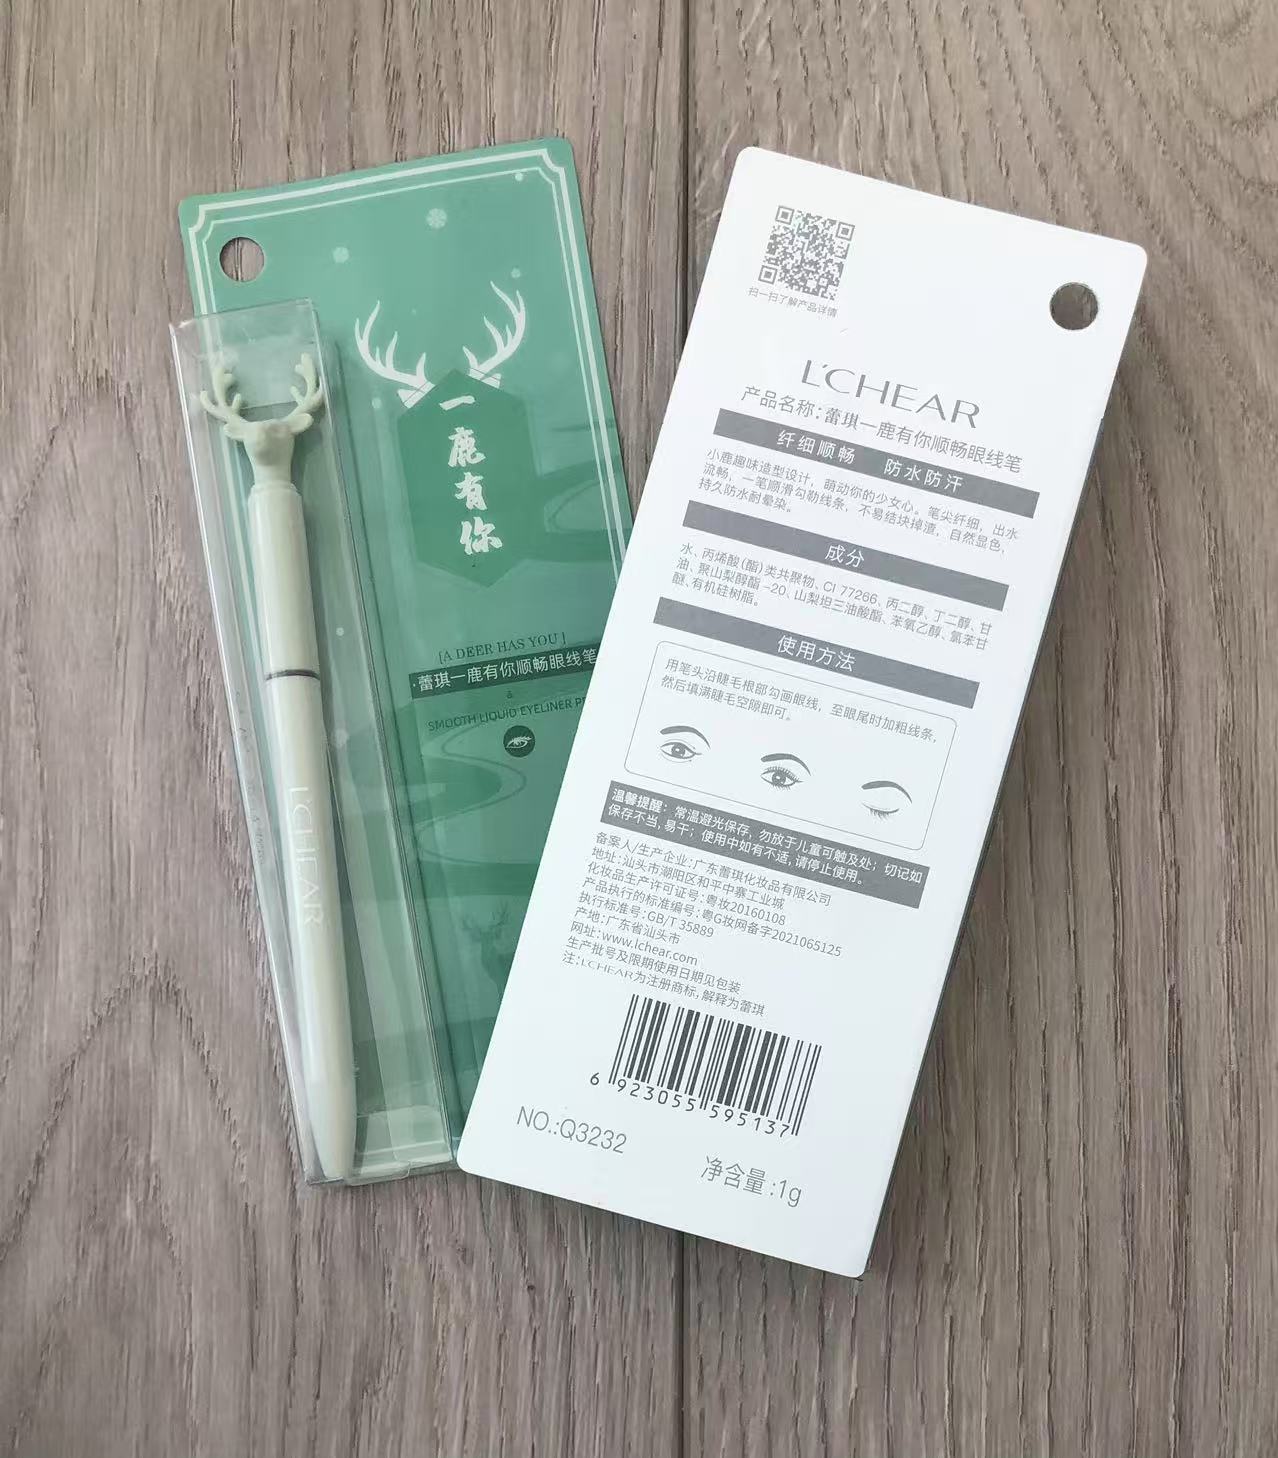 一鹿有你
[A DEER HAS YOU]
·蕾琪一鹿有你顺畅眼线笔
&
SMOOTH LIQUID EYELINER
L'CHEAR
扫一扫了解产品详情
L'CHEAR
产品名称：蕾琪一鹿有你顺畅眼线笔
纤细顺畅 防水防汗
小鹿趣味造型设计，萌动你的少女心。笔尖纤细，出水
流畅，一笔顺滑勾勒线条，不易结块掉渣，自然显色，
持久防水耐晕染。
成分
水、丙烯酸(酯)类共聚物、CI 77266、丙二醇、丁二醇、甘
油、聚山梨醇酯-20、山梨坦三油酸酯、苯氧乙醇、氯苯甘
醚、有机硅树脂。
使用方法
用笔头沿睫毛根部勾画眼线，至眼尾时加粗线条，
然后填满睫毛空隙即可。
温馨提醒：常温避光保存，勿放于儿童可触及处；切记如
保存不当，易干；使用中如有不适，请停止使用。
备案人/生产企业：广东蕾琪化妆品有限公司
地址：汕头市潮阳区和平中寨工业城
化妆品生产许可证号：粤妆20160108
产品执行的标准编号：粤G妆网备字2021065125
执行标准号：GB/T 35889
产地：广东省汕头市
网址：www.lchear.com
生产批号及限期使用日期见包装
注：L'CHEAR为注册商标，解释为蕾琪
6 923055 595137
NO.:Q3232
净含量:1g